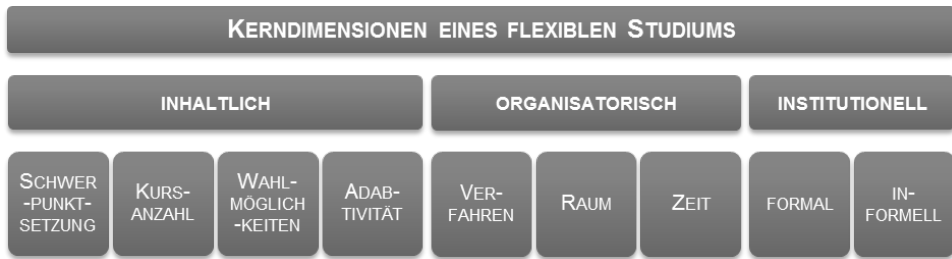 KERNDIMENSIONEN EINES FLEXIBLEN STUDIUMS
INHALTLICH
ORGANISATORISCH
INSTITUTIONELL
SCHWER
-PUNKT-
SETZUNG
KURS-
ANZAHL
WAHL-
MÖGLICH
-KEITEN
ADAB-
TIVITÄT
VER-
FAHREN
RAUM
ZEIT
FORMAL
IN-
FORMELL